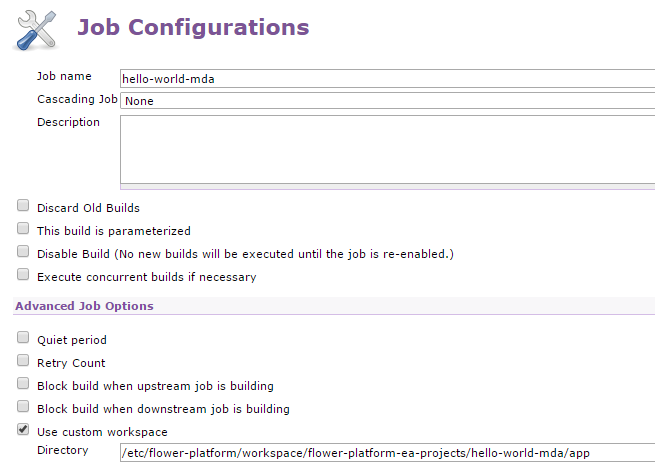 Job Configurations
Job name hello-world-mda
Cascading Job None
Description
Discard Old Builds
This build is parameterized
Disable Build (No new builds will be executed until the job is re-enabled.)
Execute concurrent builds if necessary
Advanced Job Options
Quiet period
Retry Count
Block build when upstream job is building
Block build when downstream job is building
Use custom workspace
Directory /etc/flower-platform/workspace/flower-platform-ea-projects/hello-world-mda/app